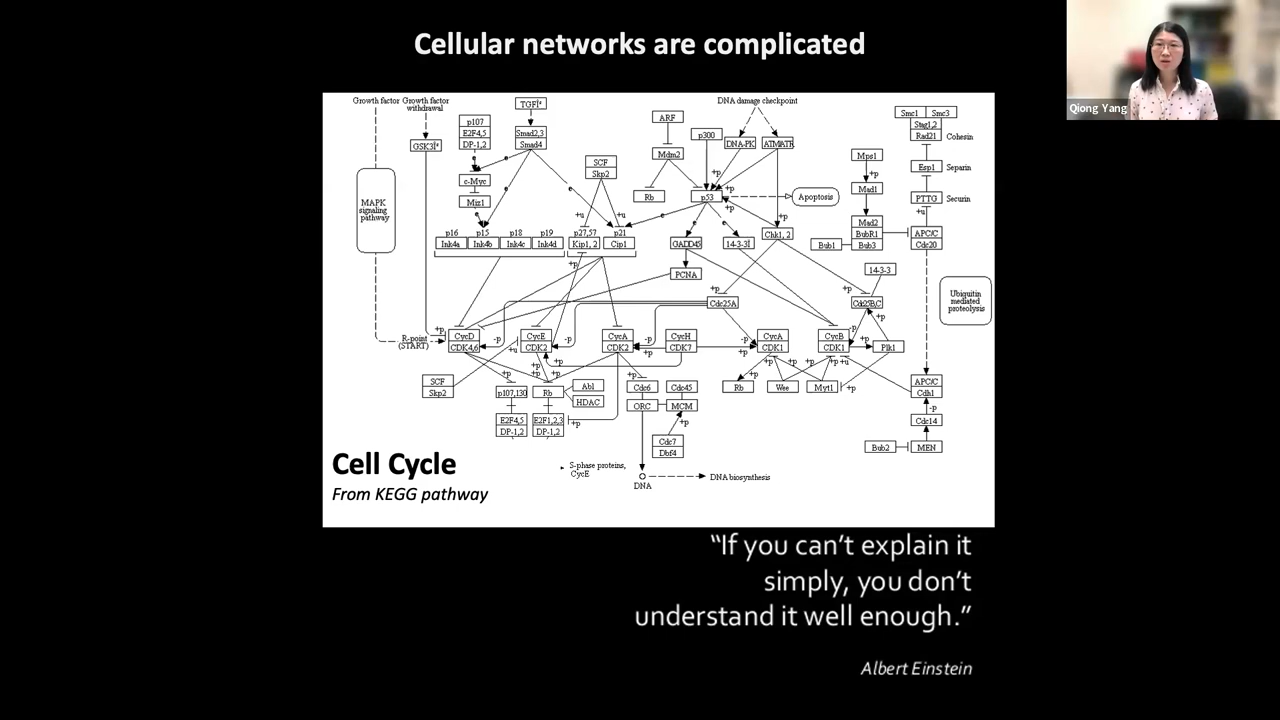 Cellular networks are complicated
Qiong Yang
Growth factor
Growth factor
withdrawal
TGFβ
DNA damage checkpoint
Smc1 Smc3
Stag1,2
Rad21
Cohesin
p107
E2F4,5
DP-1,2
Smad2,3
Smad4
ARF
p300
DNA-PK
ATM/ATR
GSK3β
Mdm2
Mps1
Esp1
Separin
SCF
Skp2
c-Myc
Miz1
Rb
p53
Apoptosis
Mad1
PTTG
Securin
MAPK
signaling
pathway
+p
+p
+p
+p
+p
+u
+u
+u
e
e
e
e
e
e
e
e
p16
p15
p18
p19
p27,57
p21
Ink4a
Ink4b
Ink4c
Ink4d
Kip1, 2
Cip1
GADD45
14-3-3
Chk1, 2
Bub1
Mad2
BubR1
Bub3
APC/C
Cdc20
+p
PCNA
14-3-3
Ubiquitin
mediated
proteolysis
+p
+p
Cdc25A
Cdc25B,C
R-point
(START)
+p
CycD
CDK4,6
-p
+u
CycE
CDK2
-p
CycA
CDK2
-p
+p
CycH
CDK7
-p
+p
CycA
CDK1
CycB
CDK1
-p
+p
+p
Plk1
SCF
Skp2
+p
p107,130
+p
+p
+p
+p
Rb
Abl
HDAC
+p
Cdc6
Cdc45
ORC
MCM
+p
Rb
+p
Wee
+p
+p
+u
Myt1
+p
APC/C
Cdh1
-p
Cdc14
E2F4,5
DP-1,2
E2F1,2,3
DP-1,2
+p
+p
Cdc7
Dbf4
Bub2
MEN
Cell Cycle
From KEGG pathway
S-phase proteins,
CycE
DNA
DNA biosynthesis
“If you can’t explain it
simply, you don’t
understand it well enough.”
Albert Einstein